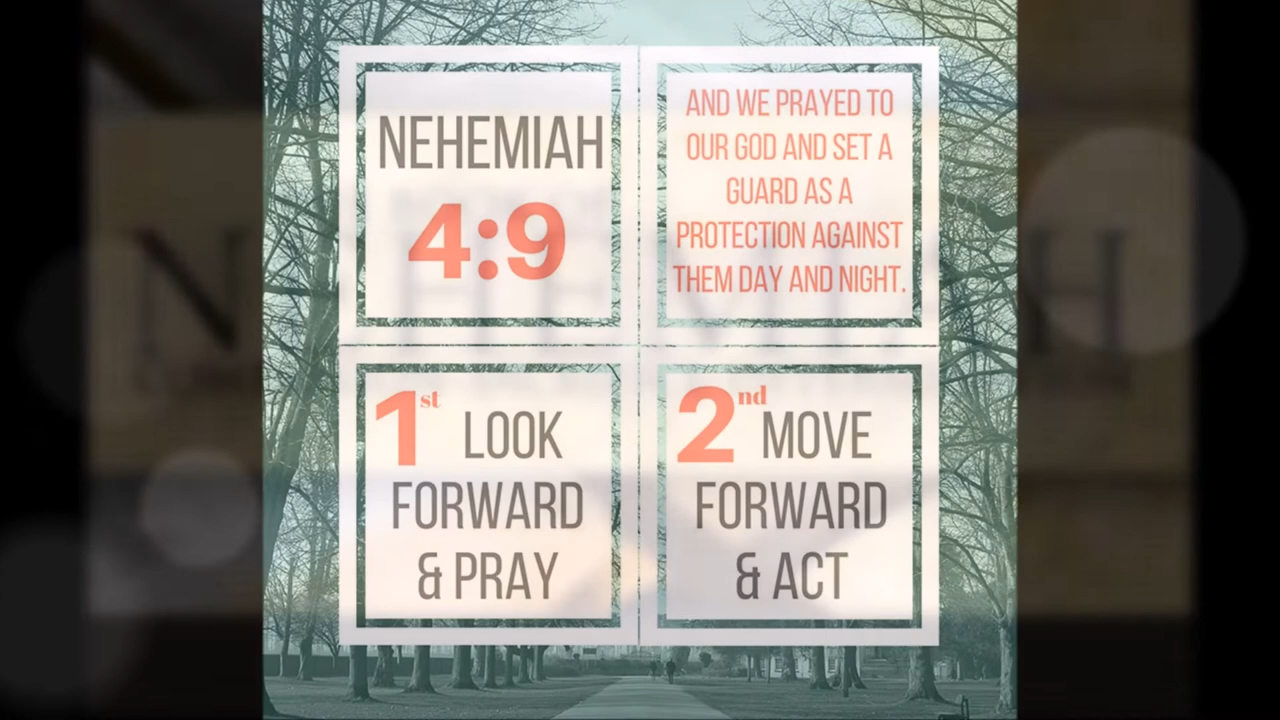 NEHEMIAH
4:9
AND WE PRAYED TO
OUR GOD AND SET A
GUARD AS A
PROTECTION AGAINST
THEM DAY AND NIGHT.
1st LOOK
FORWARD
& PRAY
2nd MOVE
FORWARD
& ACT